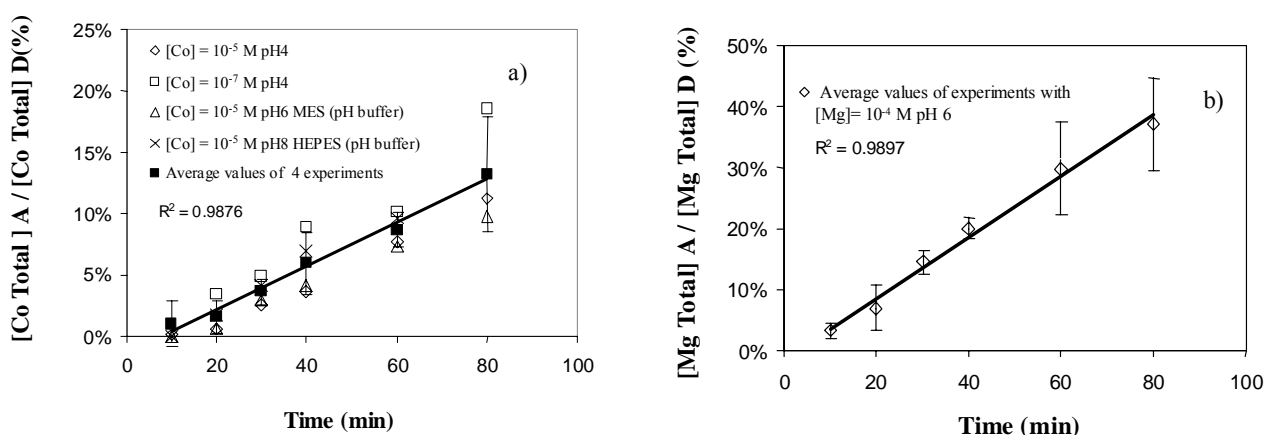 25%
20%
15%
10%
5%
0%
[Co Total ] A / [Co Total] D(%)
[Co] = 10⁻⁵ M pH4
[Co] = 10⁻⁷ M pH4
[Co] = 10⁻⁵ M pH6 MES (pH buffer)
[Co] = 10⁻⁵ M pH8 HEPES (pH buffer)
Average values of 4 experiments
R² = 0.9876
a)
0 20 40 60 80 100
Time (min)
50%
40%
30%
20%
10%
0%
[Mg Total] A / [Mg Total] D (%)
Average values of experiments with
[Mg]= 10⁻⁴ M pH 6
R² = 0.9897
b)
0 20 40 60 80 100
Time (min)